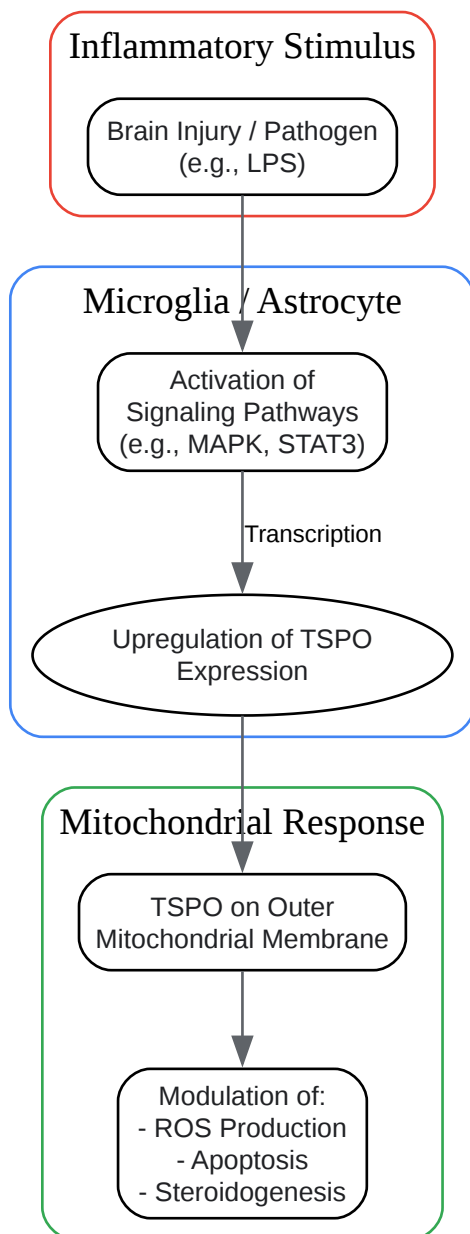 Inflammatory Stimulus
Brain Injury / Pathogen
(e.g., LPS)
Microglia / Astrocyte
Activation of
Signaling Pathways
(e.g., MAPK, STAT3)
Transcription
Upregulation of TSPO
Expression
Mitochondrial Response
TSPO on Outer
Mitochondrial Membrane
Modulation of:
- ROS Production
- Apoptosis
- Steroidogenesis